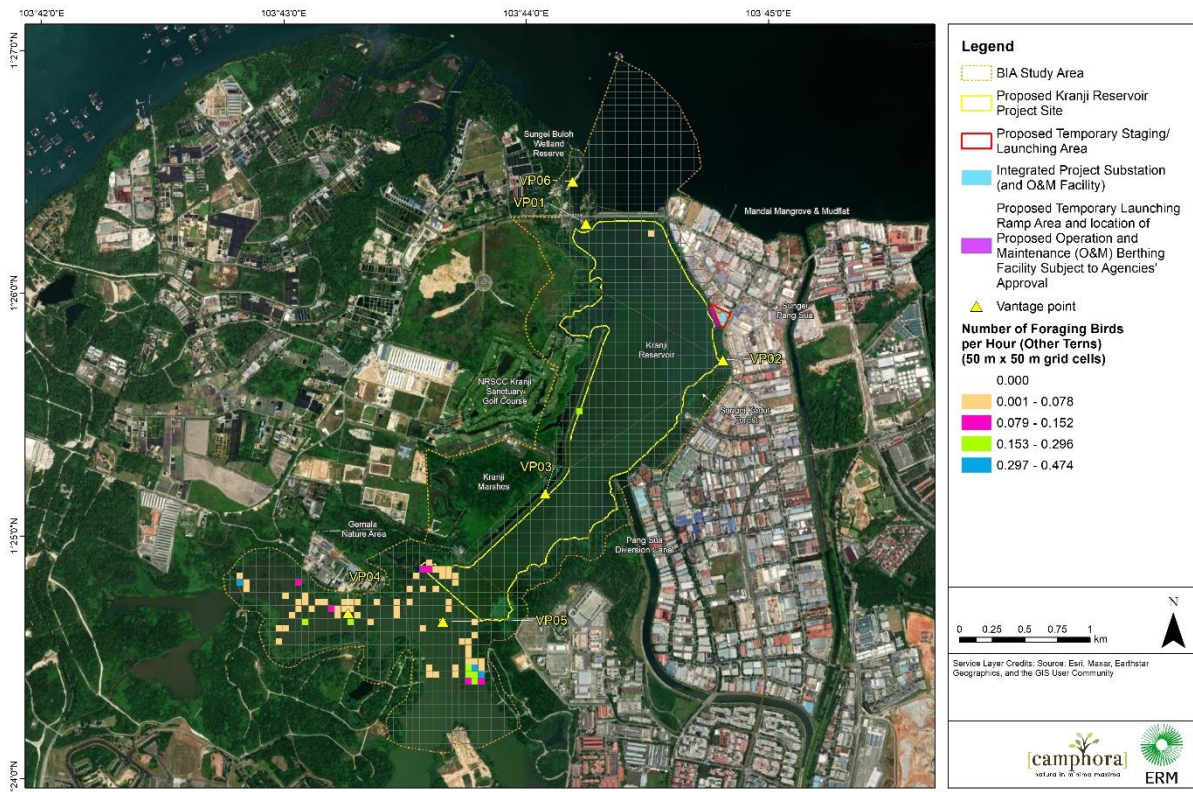 103°42'0"E
103°43'0"E
103°44'0"E
103°45'0"E
1°27'0"N
1°26'0"N
1°25'0"N
1°24'0"N
Sungei Buloh
Wetland
Reserve
VP06
VP01
Mandai Mangrove & Mudflat
Sungei
Pang Sua
Kranji
Reservoir
VP02
NRSCC Kranji
Sanctuary
Golf Course
Sungei Kadut
Forest
VP03
Kranji
Marshes
Gemala
Nature Area
Pang Sua
Diversion Canal
VP04
VP05
Legend
BIA Study Area
Proposed Kranji Reservoir
Project Site
Proposed Temporary Staging/
Launching Area
Integrated Project Substation
(and O&M Facility)
Proposed Temporary Launching
Ramp Area and location of
Proposed Operation and
Maintenance (O&M) Berthing
Facility Subject to Agencies'
Approval
Vantage point
Number of Foraging Birds
per Hour (Other Terns)
(50 m x 50 m grid cells)
0.000
0.001 - 0.078
0.079 - 0.152
0.153 - 0.296
0.297 - 0.474
N
0 0.25 0.5 1
km
Service Layer Credits: Source: Esri, Maxar, Earthstar
Geographics, and the GIS User Community
[camphora]
natura in minima maxima
ERM